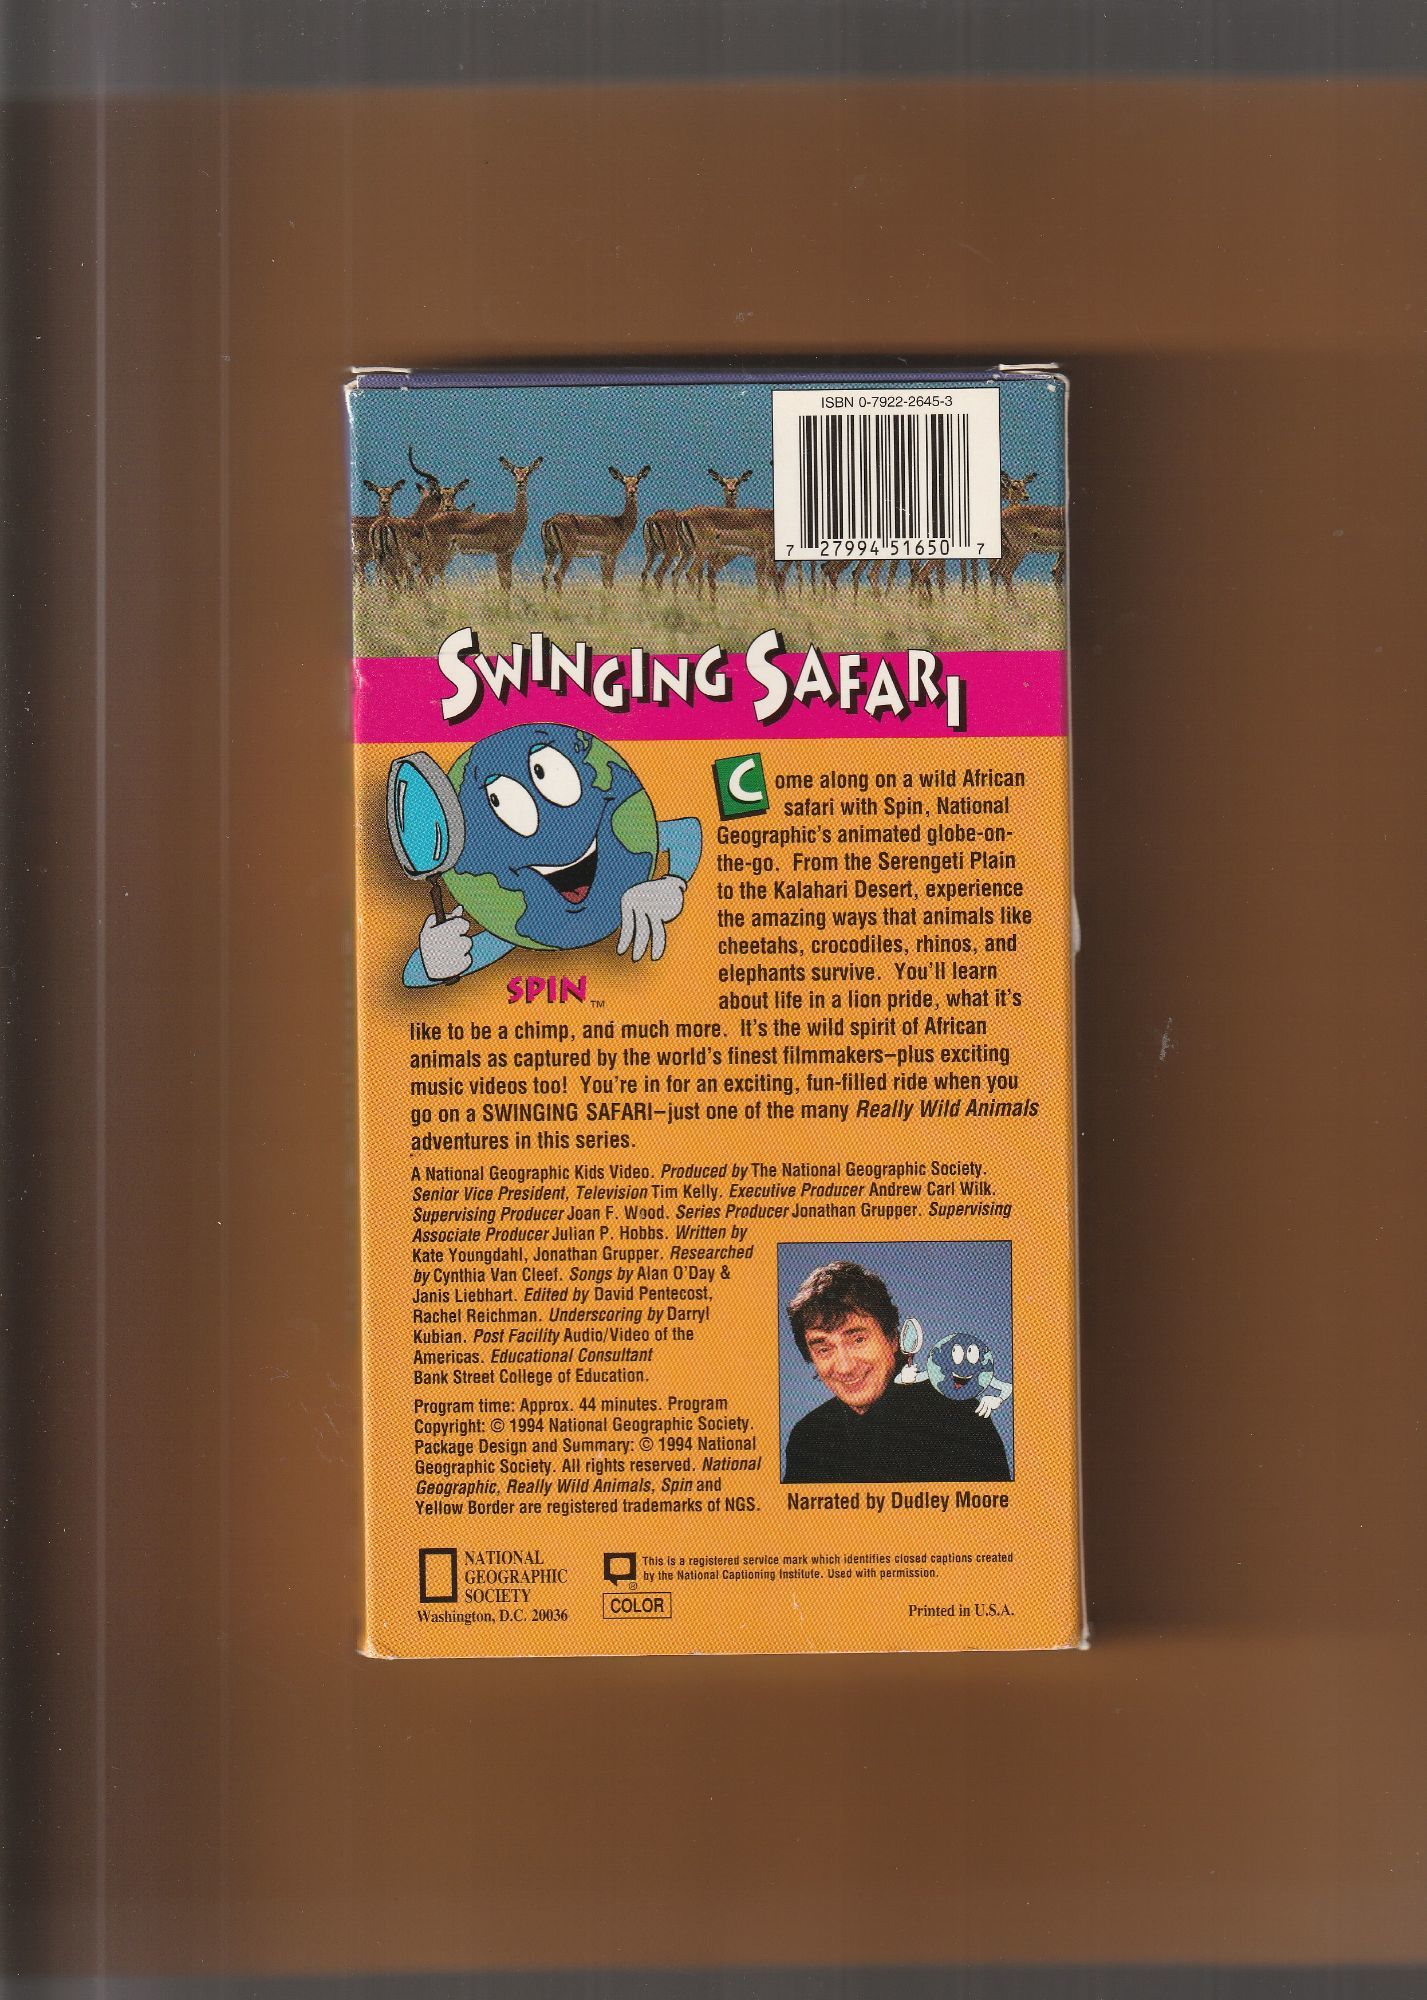 ISBN 0-7922-2645-3
7 27994 51650 7
SWINGING SAFARI
Come along on a wild African
safari with Spin, National
Geographic's animated globe-on-
the-go. From the Serengeti Plain
to the Kalahari Desert, experience
the amazing ways that animals like
cheetahs, crocodiles, rhinos, and
elephants survive. You'll learn
about life in a lion pride, what it's
SPIN™
like to be a chimp, and much more. It's the wild spirit of African
animals as captured by the world's finest filmmakers–plus exciting
music videos too! You're in for an exciting, fun-filled ride when you
go on a SWINGING SAFARI–just one of the many Really Wild Animals
adventures in this series.
A National Geographic Kids Video. Produced by The National Geographic Society.
Senior Vice President, Television Tim Kelly. Executive Producer Andrew Carl Wilk.
Supervising Producer Joan F. Wood. Series Producer Jonathan Grupper. Supervising
Associate Producer Julian P. Hobbs. Written by
Kate Youngdahl, Jonathan Grupper. Researched
by Cynthia Van Cleef. Songs by Alan O'Day &
Janis Liebhart. Edited by David Pentecost,
Rachel Reichman. Underscoring by Darryl
Kubian. Post Facility Audio/Video of the
Americas. Educational Consultant
Bank Street College of Education.
Program time: Approx. 44 minutes. Program
Copyright: © 1994 National Geographic Society.
Package Design and Summary: © 1994 National
Geographic Society. All rights reserved. National
Geographic, Really Wild Animals, Spin and
Yellow Border are registered trademarks of NGS.
Narrated by Dudley Moore
NATIONAL
GEOGRAPHIC
SOCIETY
Washington, D.C. 20036
This is a registered service mark which identifies closed captions created
by the National Captioning Institute. Used with permission.
®
COLOR
Printed in U.S.A.